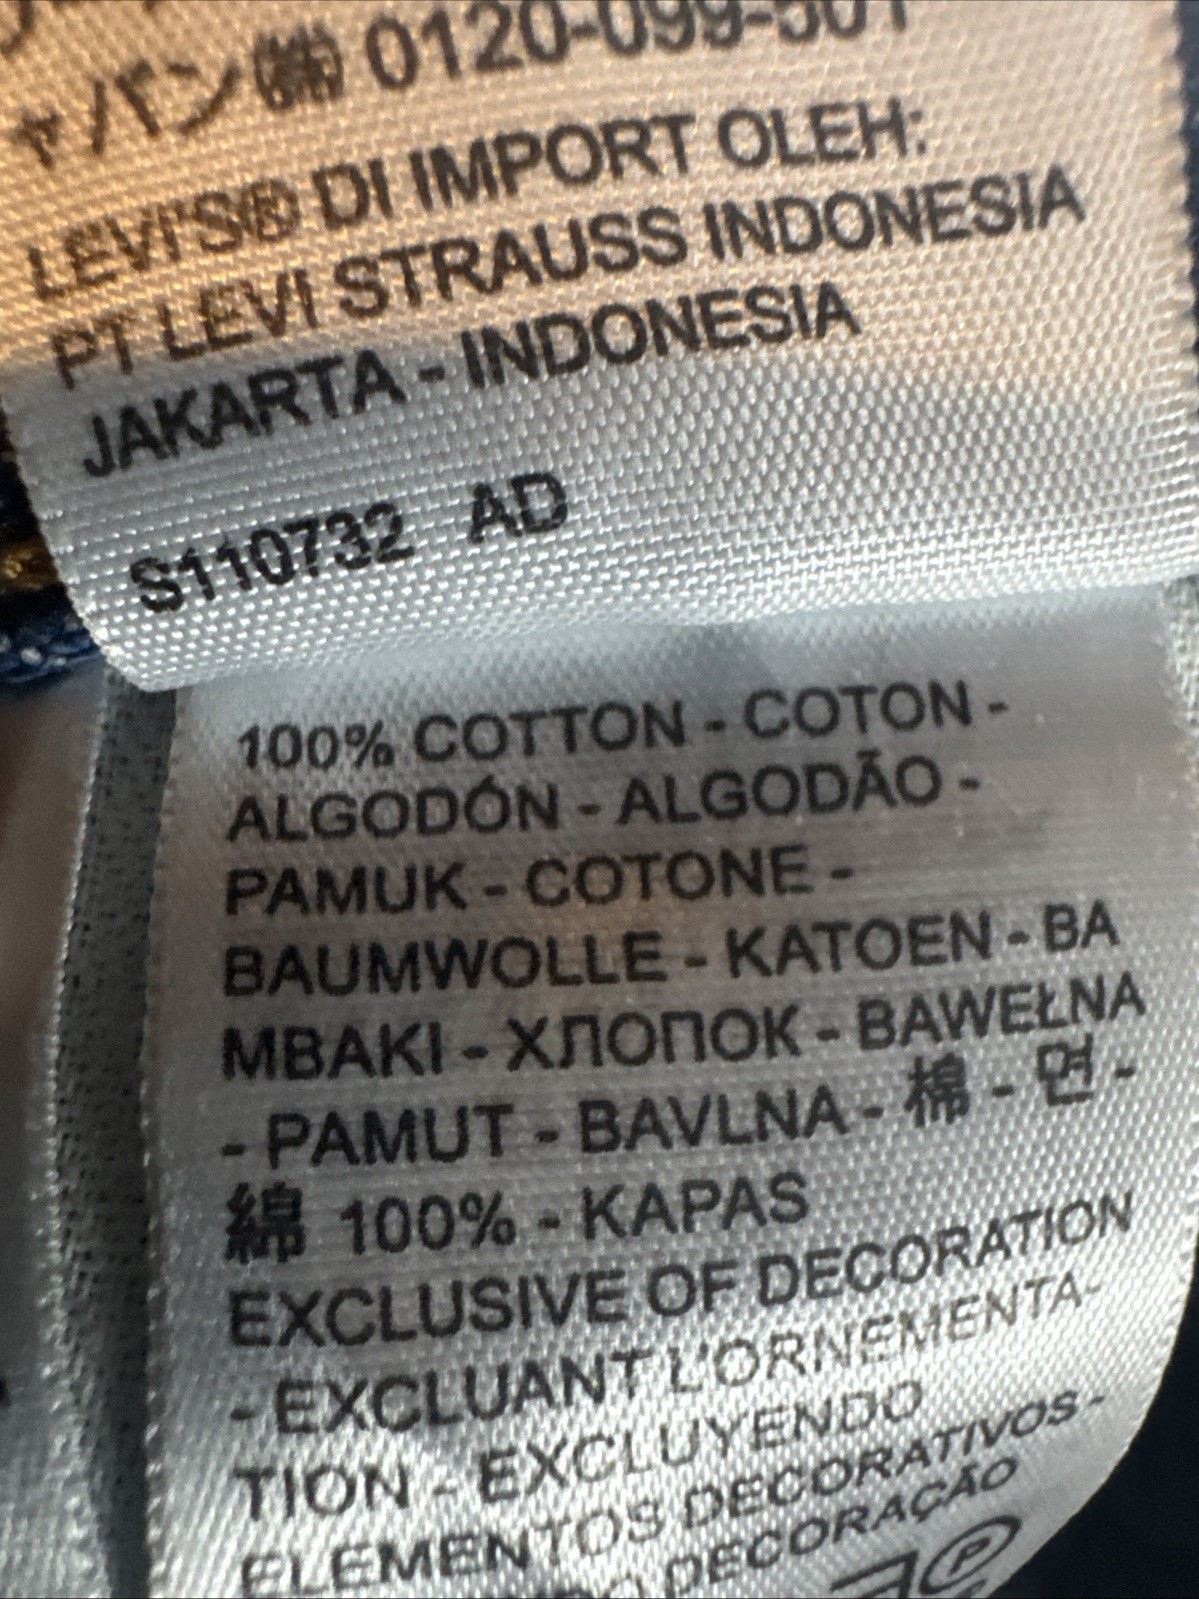 ャパン㈱ 0120-099-501
LEVI'S® DI IMPORT OLEH:
PT LEVI STRAUSS INDONESIA
JAKARTA - INDONESIA
S110732 AD
100% COTTON - COTON -
ALGODÓN - ALGODÃO -
PAMUK - COTONE -
BAUMWOLLE - KATOEN - BA
MBAKI - ХЛОПОК - BAWEŁNA
- PAMUT - BAVLNA - 棉 - 면 -
綿 100% - KAPAS
EXCLUSIVE OF DECORATION
- EXCLUANT L'ORNEMENTA-
TION - EXCLUYENDO
ELEMENTOS DECORATIVOS -
DECORAÇÃO
P